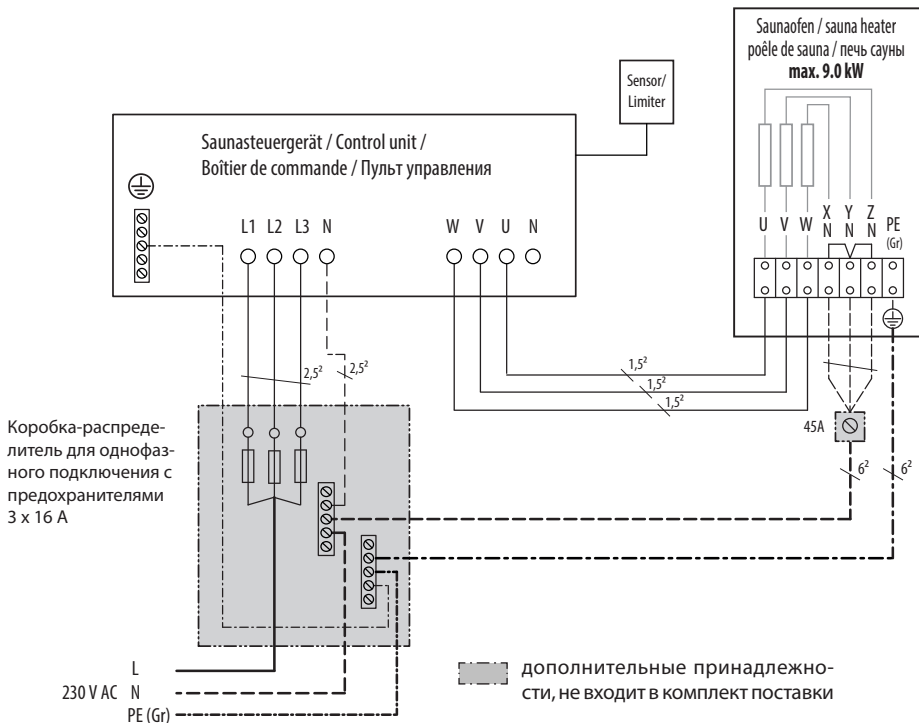 Saunaofen / sauna heater
poêle de sauna / печь сауны
max. 9.0 kW
Sensor/
Limiter
Saunasteuergerät / Control unit /
Boîtier de commande / Пульт управления
L1 L2 L3 N
W V U N
U V W X Y Z PE
N N N (Gr)
2,5² 2,5²
1,5²
1,5²
1,5²
45A
6² 6²
Коробка-распреде-
литель для однофаз-
ного подключения с
предохранителями
3 x 16 A
L
230 V AC N
PE (Gr)
дополнительные принадлежно-
сти, не входит в комплект поставки